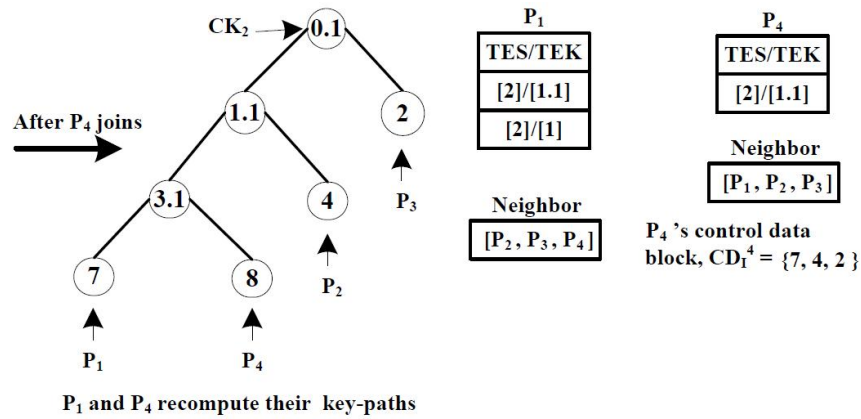 CK2
0.1
1.1
2
After P4 joins
3.1
4
P3
7
8
P2
P1
P4
P1 and P4 recompute their key-paths
P1
TES/TEK
[2]/[1.1]
[2]/[1]
Neighbor
[P2 , P3 , P4 ]
P4
TES/TEK
[2]/[1.1]
Neighbor
[P1 , P2 , P3 ]
P4 's control data
block, CDI4 = {7, 4, 2 }